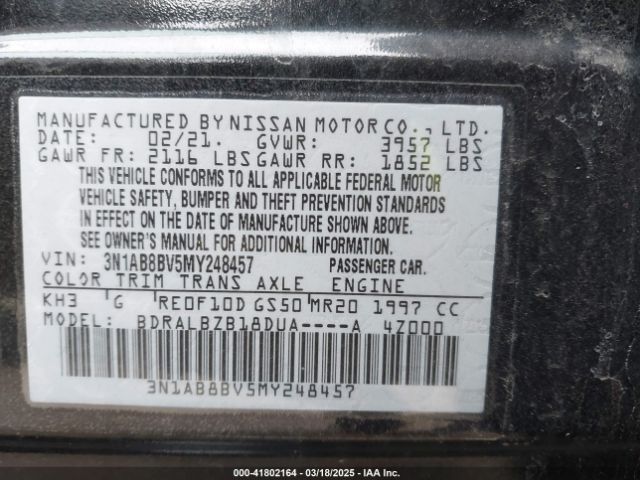 MANUFACTURED BY NISSAN MOTOR CO., LTD.
DATE: 02/21. GVWR: 3957 LBS
GAWR FR: 2116 LBS GAWR RR: 1852 LBS
THIS VEHICLE CONFORMS TO ALL APPLICABLE FEDERAL MOTOR
VEHICLE SAFETY, BUMPER AND THEFT PREVENTION STANDARDS
IN EFFECT ON THE DATE OF MANUFACTURE SHOWN ABOVE.
SEE OWNER'S MANUAL FOR ADDITIONAL INFORMATION.
VIN: 3N1AB8BV5MY248457 PASSENGER CAR.
COLOR TRIM TRANS AXLE ENGINE
KH3 G RE0F10D GS50 MR20 1997 CC
MODEL: BDRALBZB18DUA----A 4Z000
3N1AB8BV5MY248457
000-41802164 - 03/18/2025 - IAA Inc.